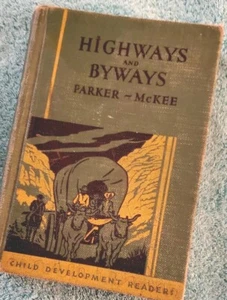 HiGHWAYS
AND
BYWAYS
PARKER – McKEE
CHILD DEVELOPMENT READERS